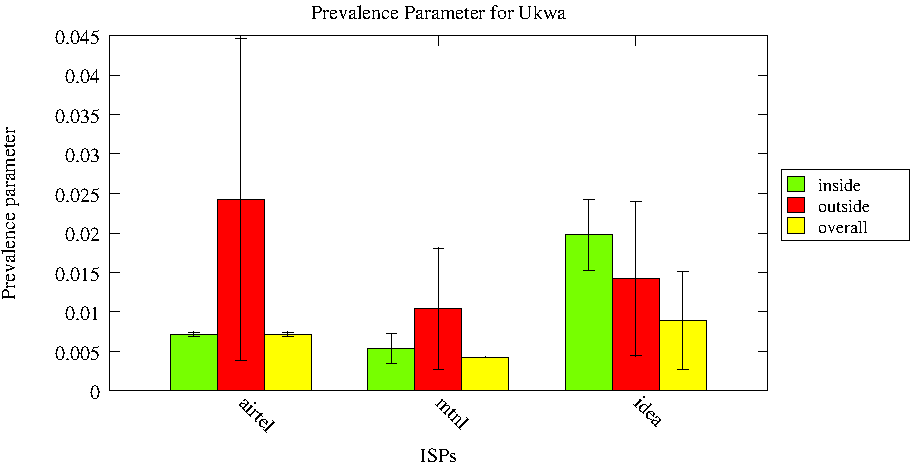 Prevalence Parameter for Ukwa
0.045
0.04
0.035
0.03
0.025
0.02
0.015
0.01
0.005
0
Prevalence parameter
airtel
mtnl
idea
ISPs
inside
outside
overall